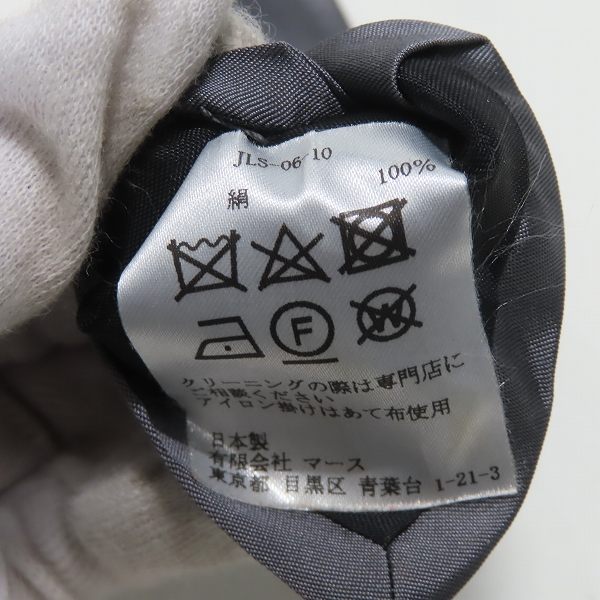 JLS-06/10
絹 100%
F
W
クリーニングの際は専門店に
ご相談ください
アイロン掛けはあて布使用
日本製
有限会社 マース
東京都 目黒区 青葉台 1-21-3